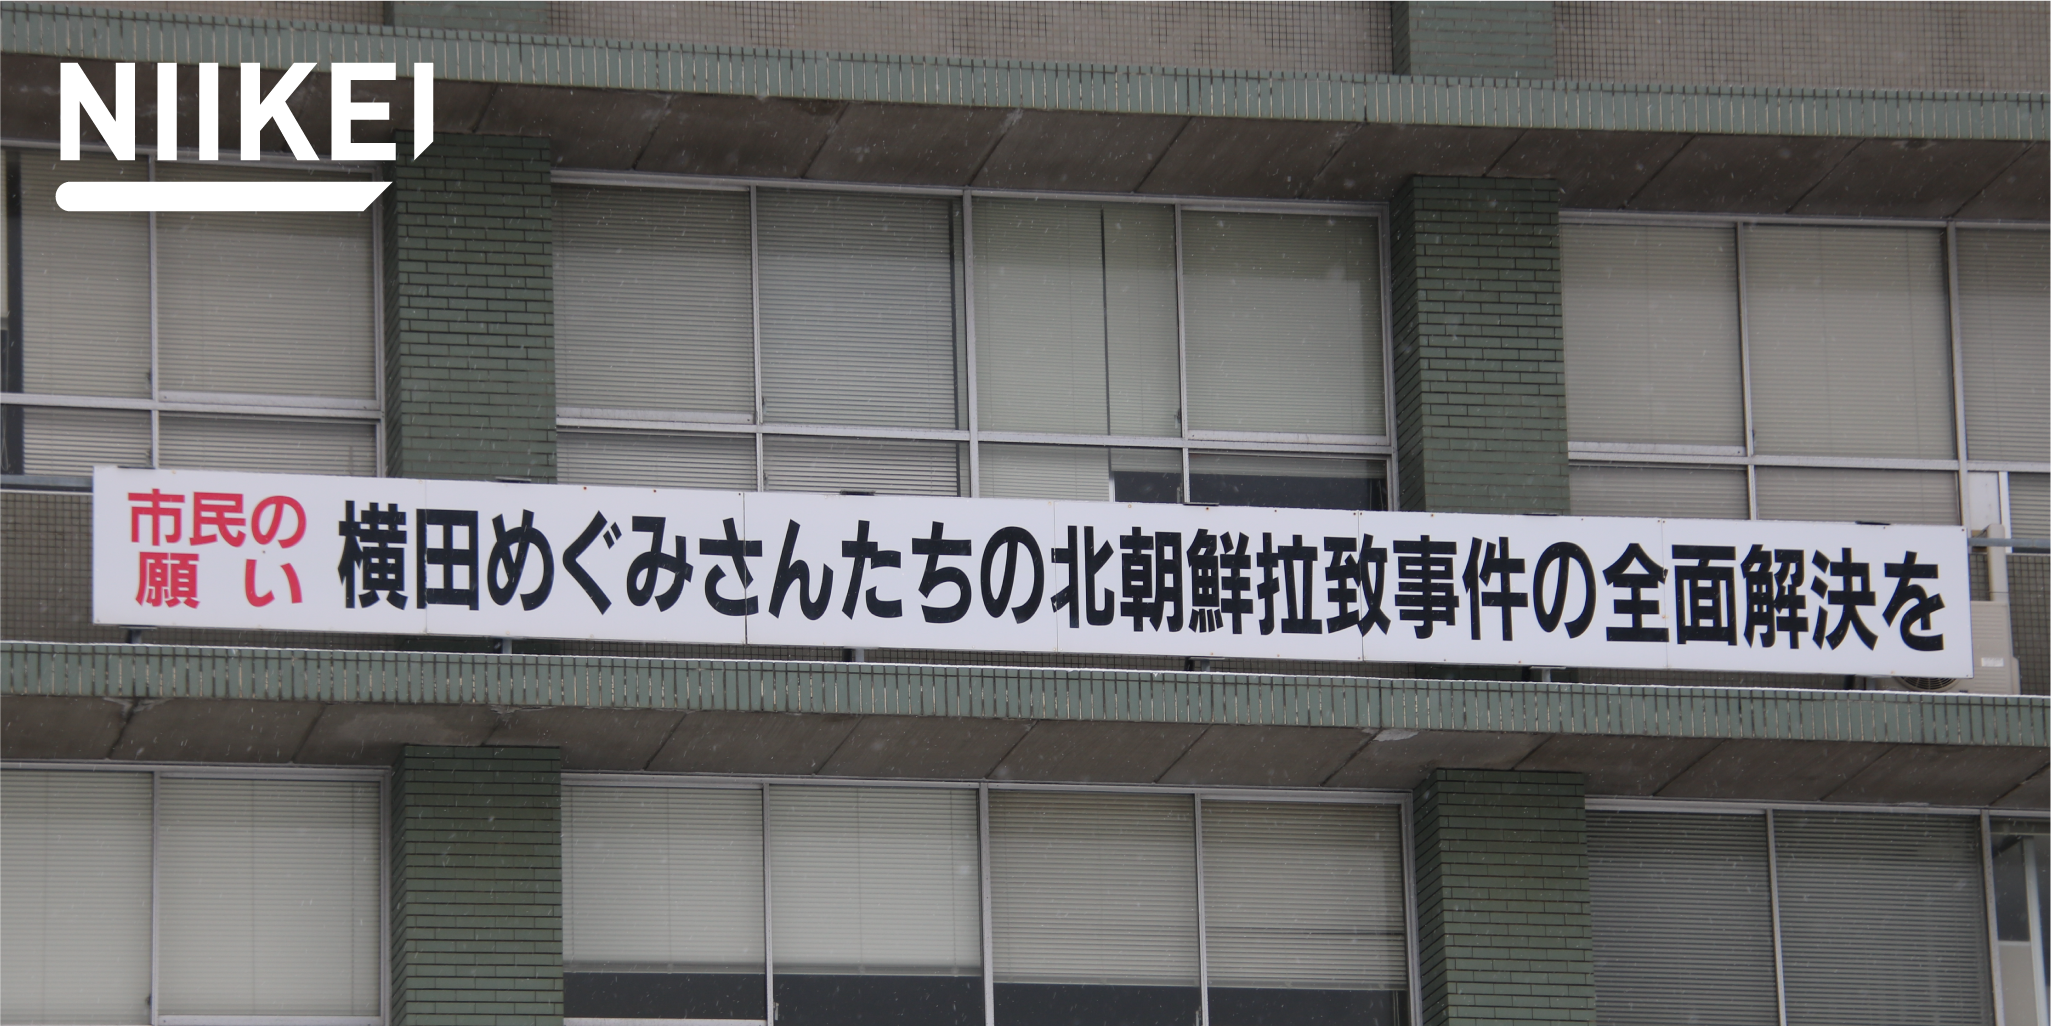 NIIKEI
市民の
願い
横田めぐみさんたちの北朝鮮拉致事件の全面解決を